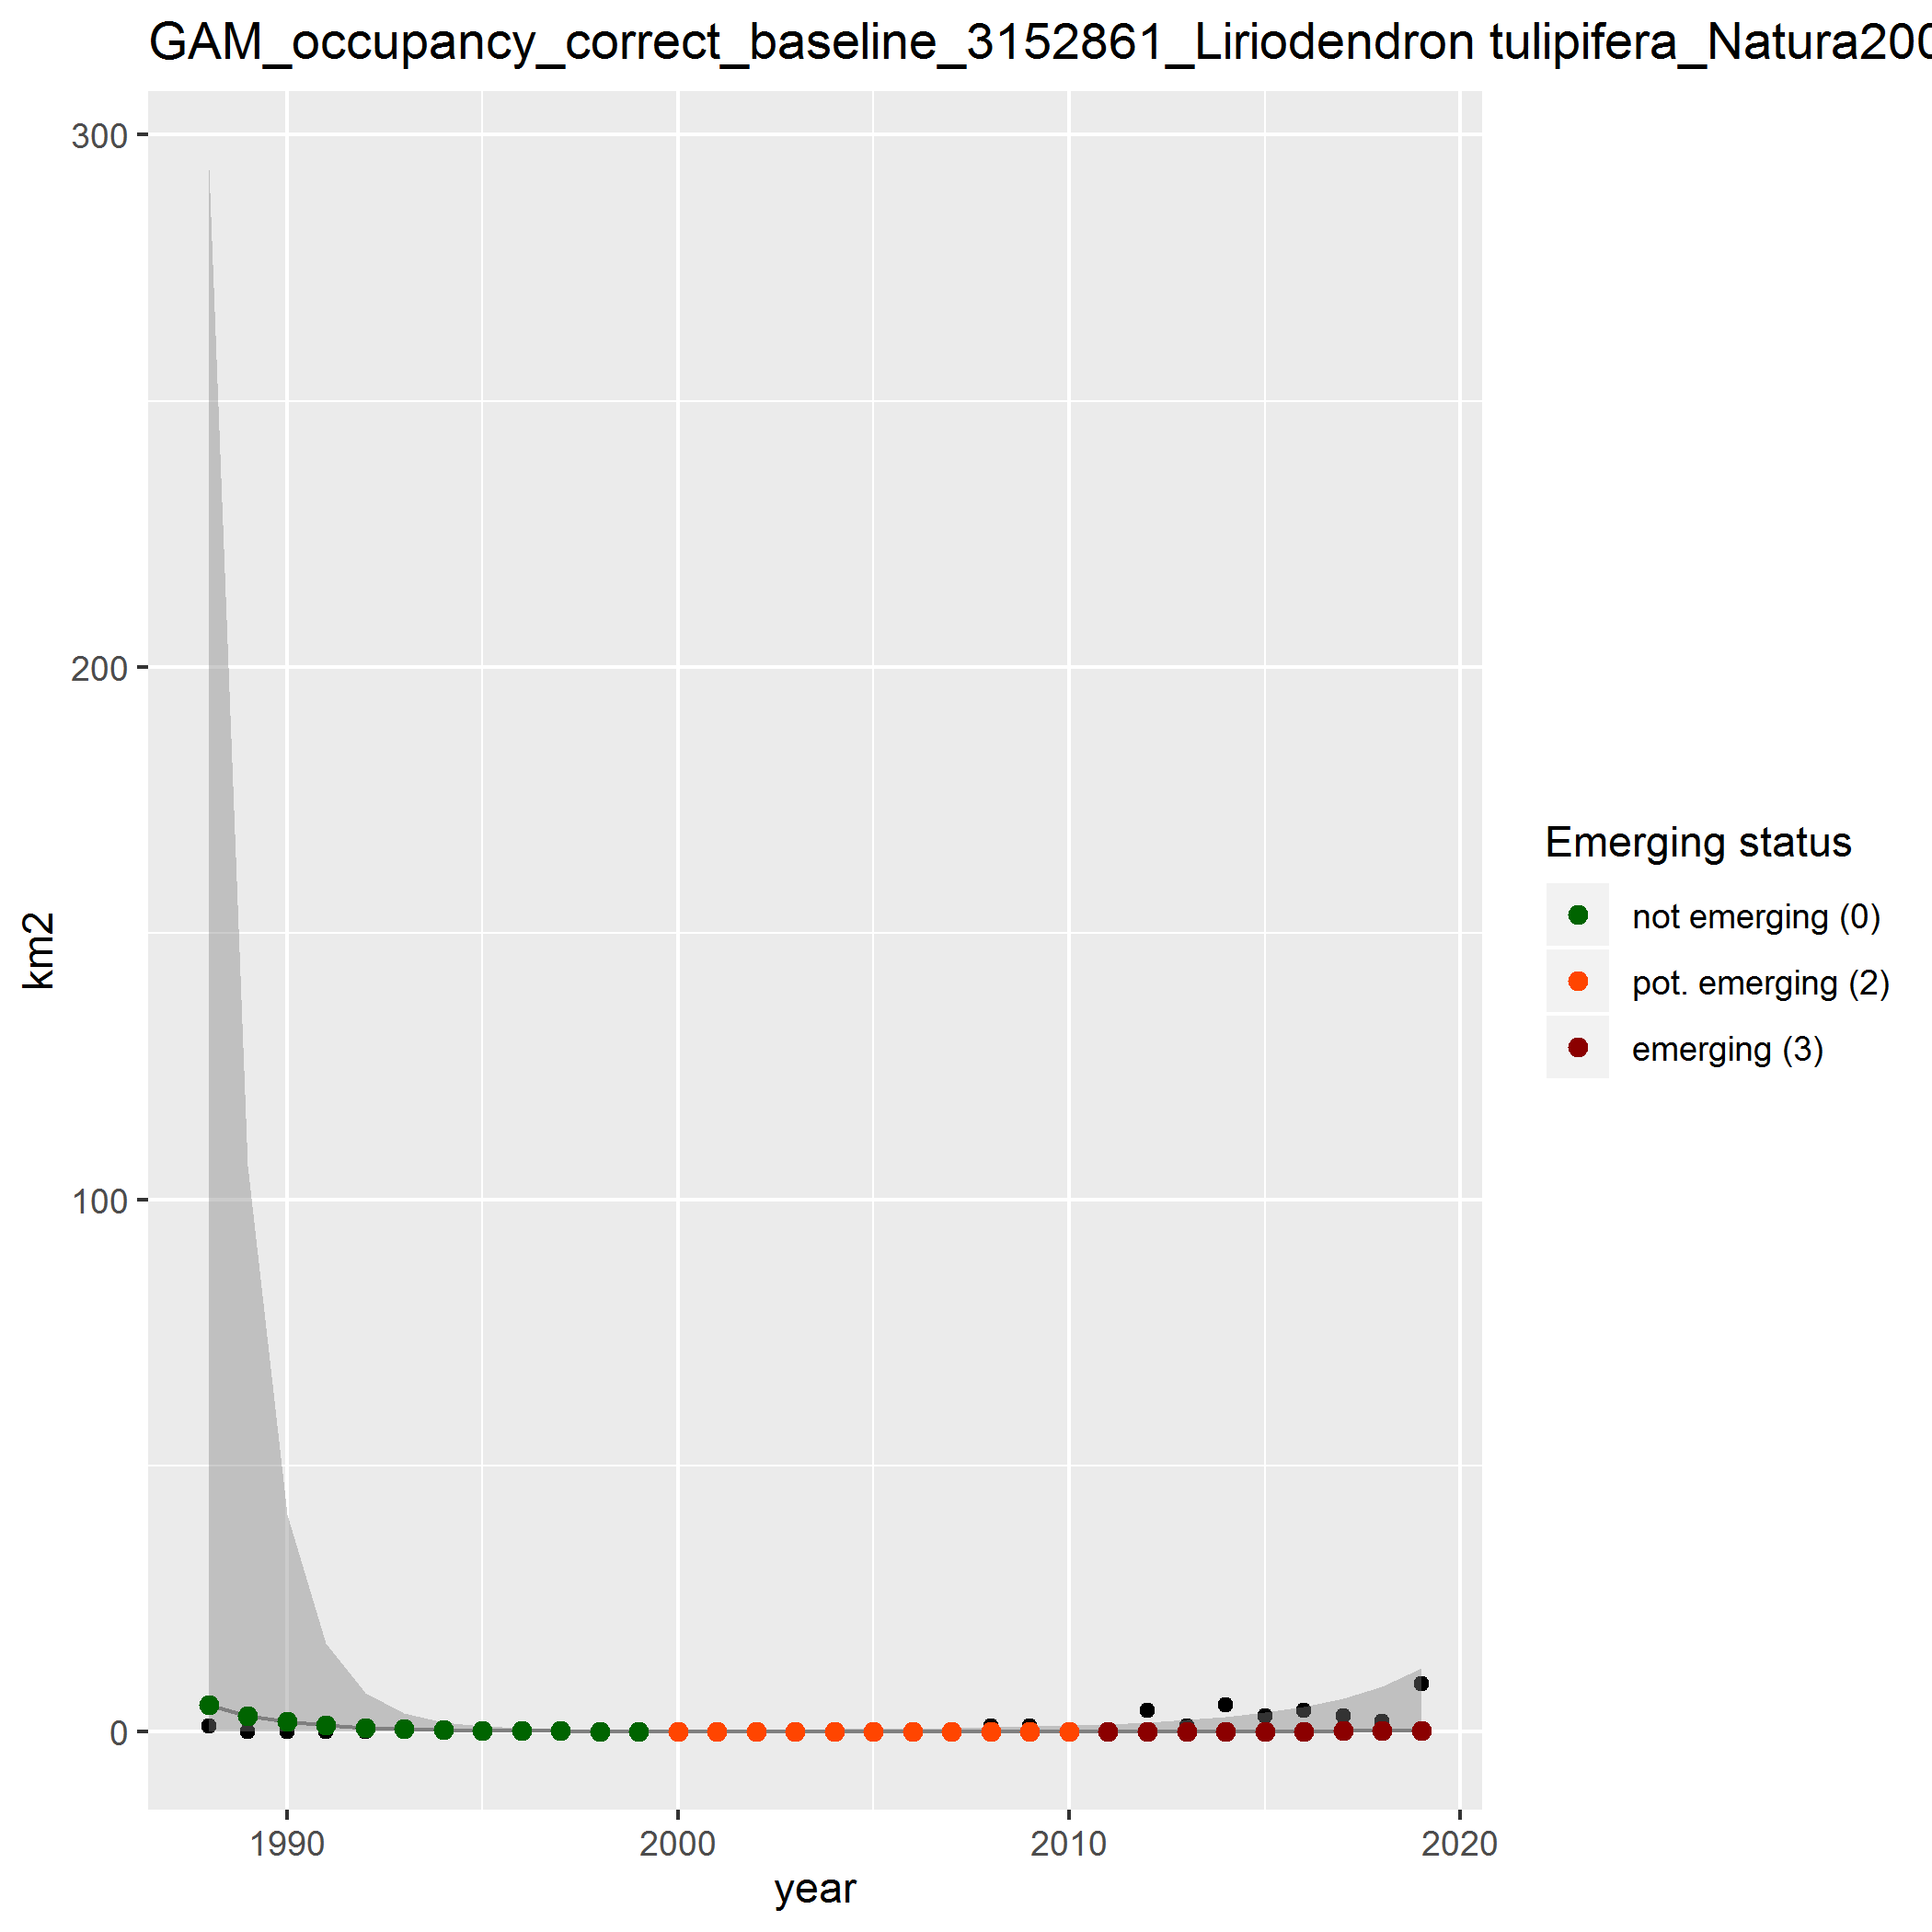 GAM_occupancy_correct_baseline_3152861_Liriodendron tulipifera_Natura200
300
200
100
0
km2
1990
2000
2010
2020
year
Emerging status
not emerging (0)
pot. emerging (2)
emerging (3)